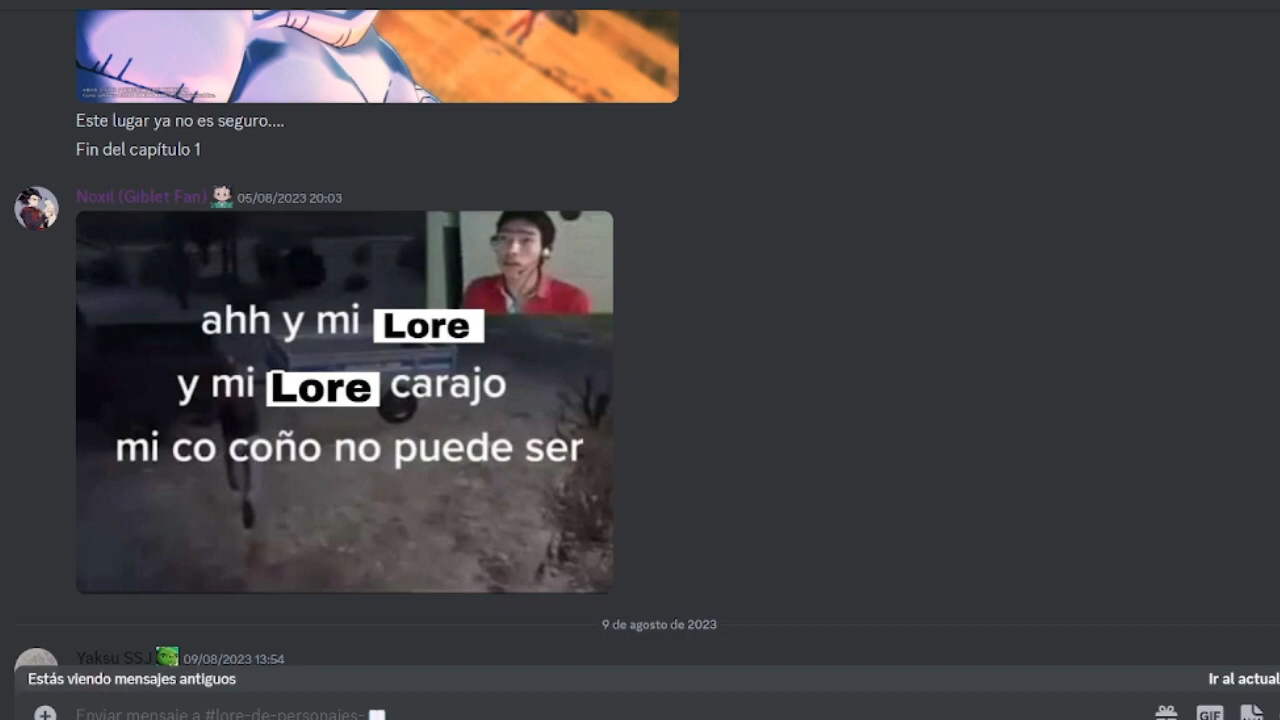 Este lugar ya no es seguro....
Fin del capítulo 1
Noxil (Giblet Fan) 05/08/2023 20:03
ahh y mi Lore
y mi Lore carajo
mi co coño no puede ser
9 de agosto de 2023
Yaksu SSJ 09/08/2023 13:54
Estás viendo mensajes antiguos
Ir al actual
Enviar mensaje a #lore-de-personajes-
GIF